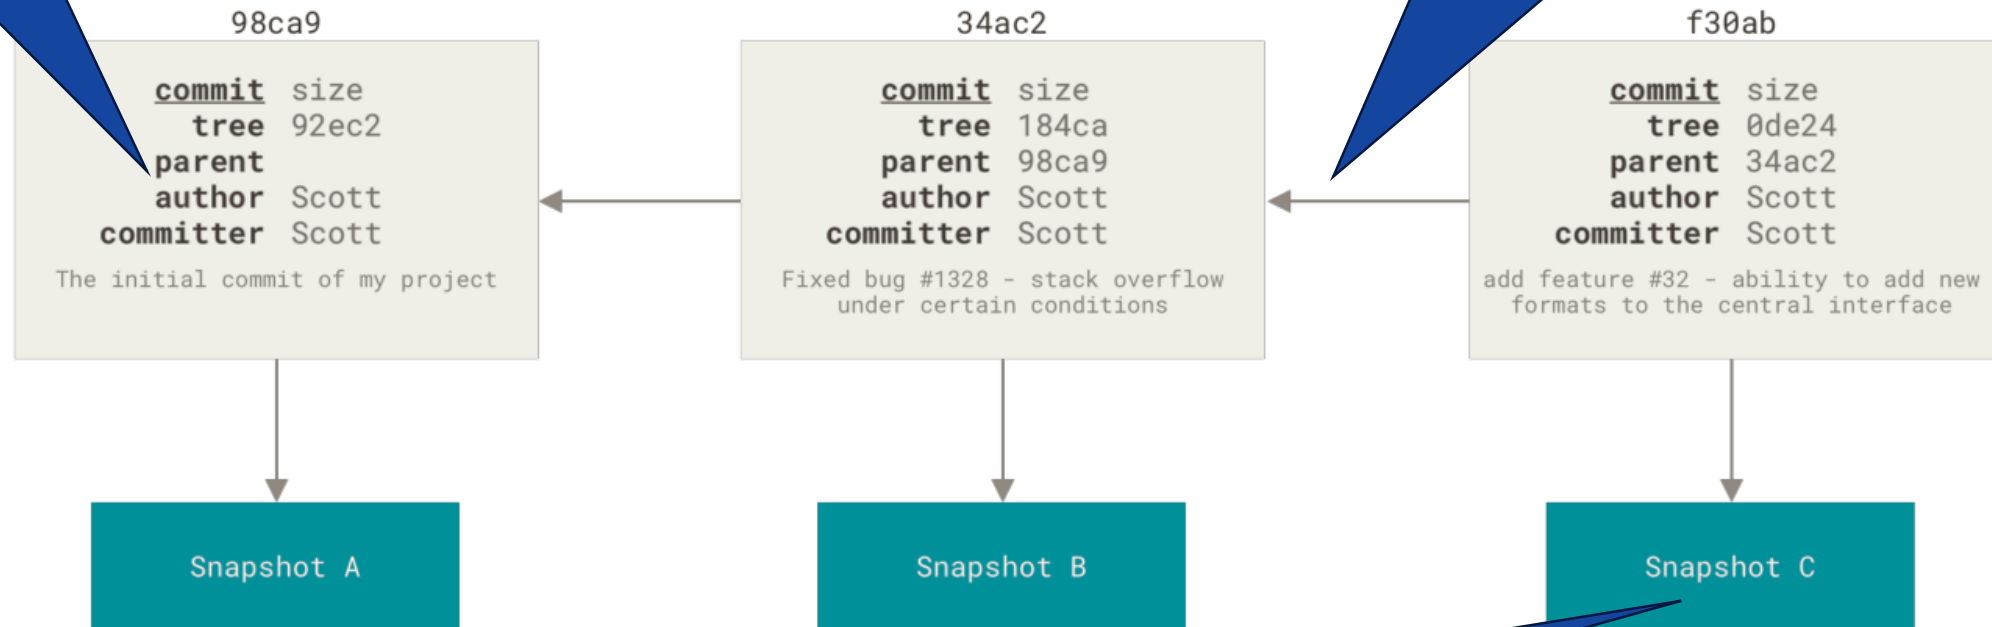 98ca9
commit size
tree 92ec2
parent
author Scott
committer Scott
The initial commit of my project
Snapshot A
34ac2
commit size
tree 184ca
parent 98ca9
author Scott
committer Scott
Fixed bug #1328 - stack overflow
under certain conditions
Snapshot B
f30ab
commit size
tree 0de24
parent 34ac2
author Scott
committer Scott
add feature #32 - ability to add new
formats to the central interface
Snapshot C